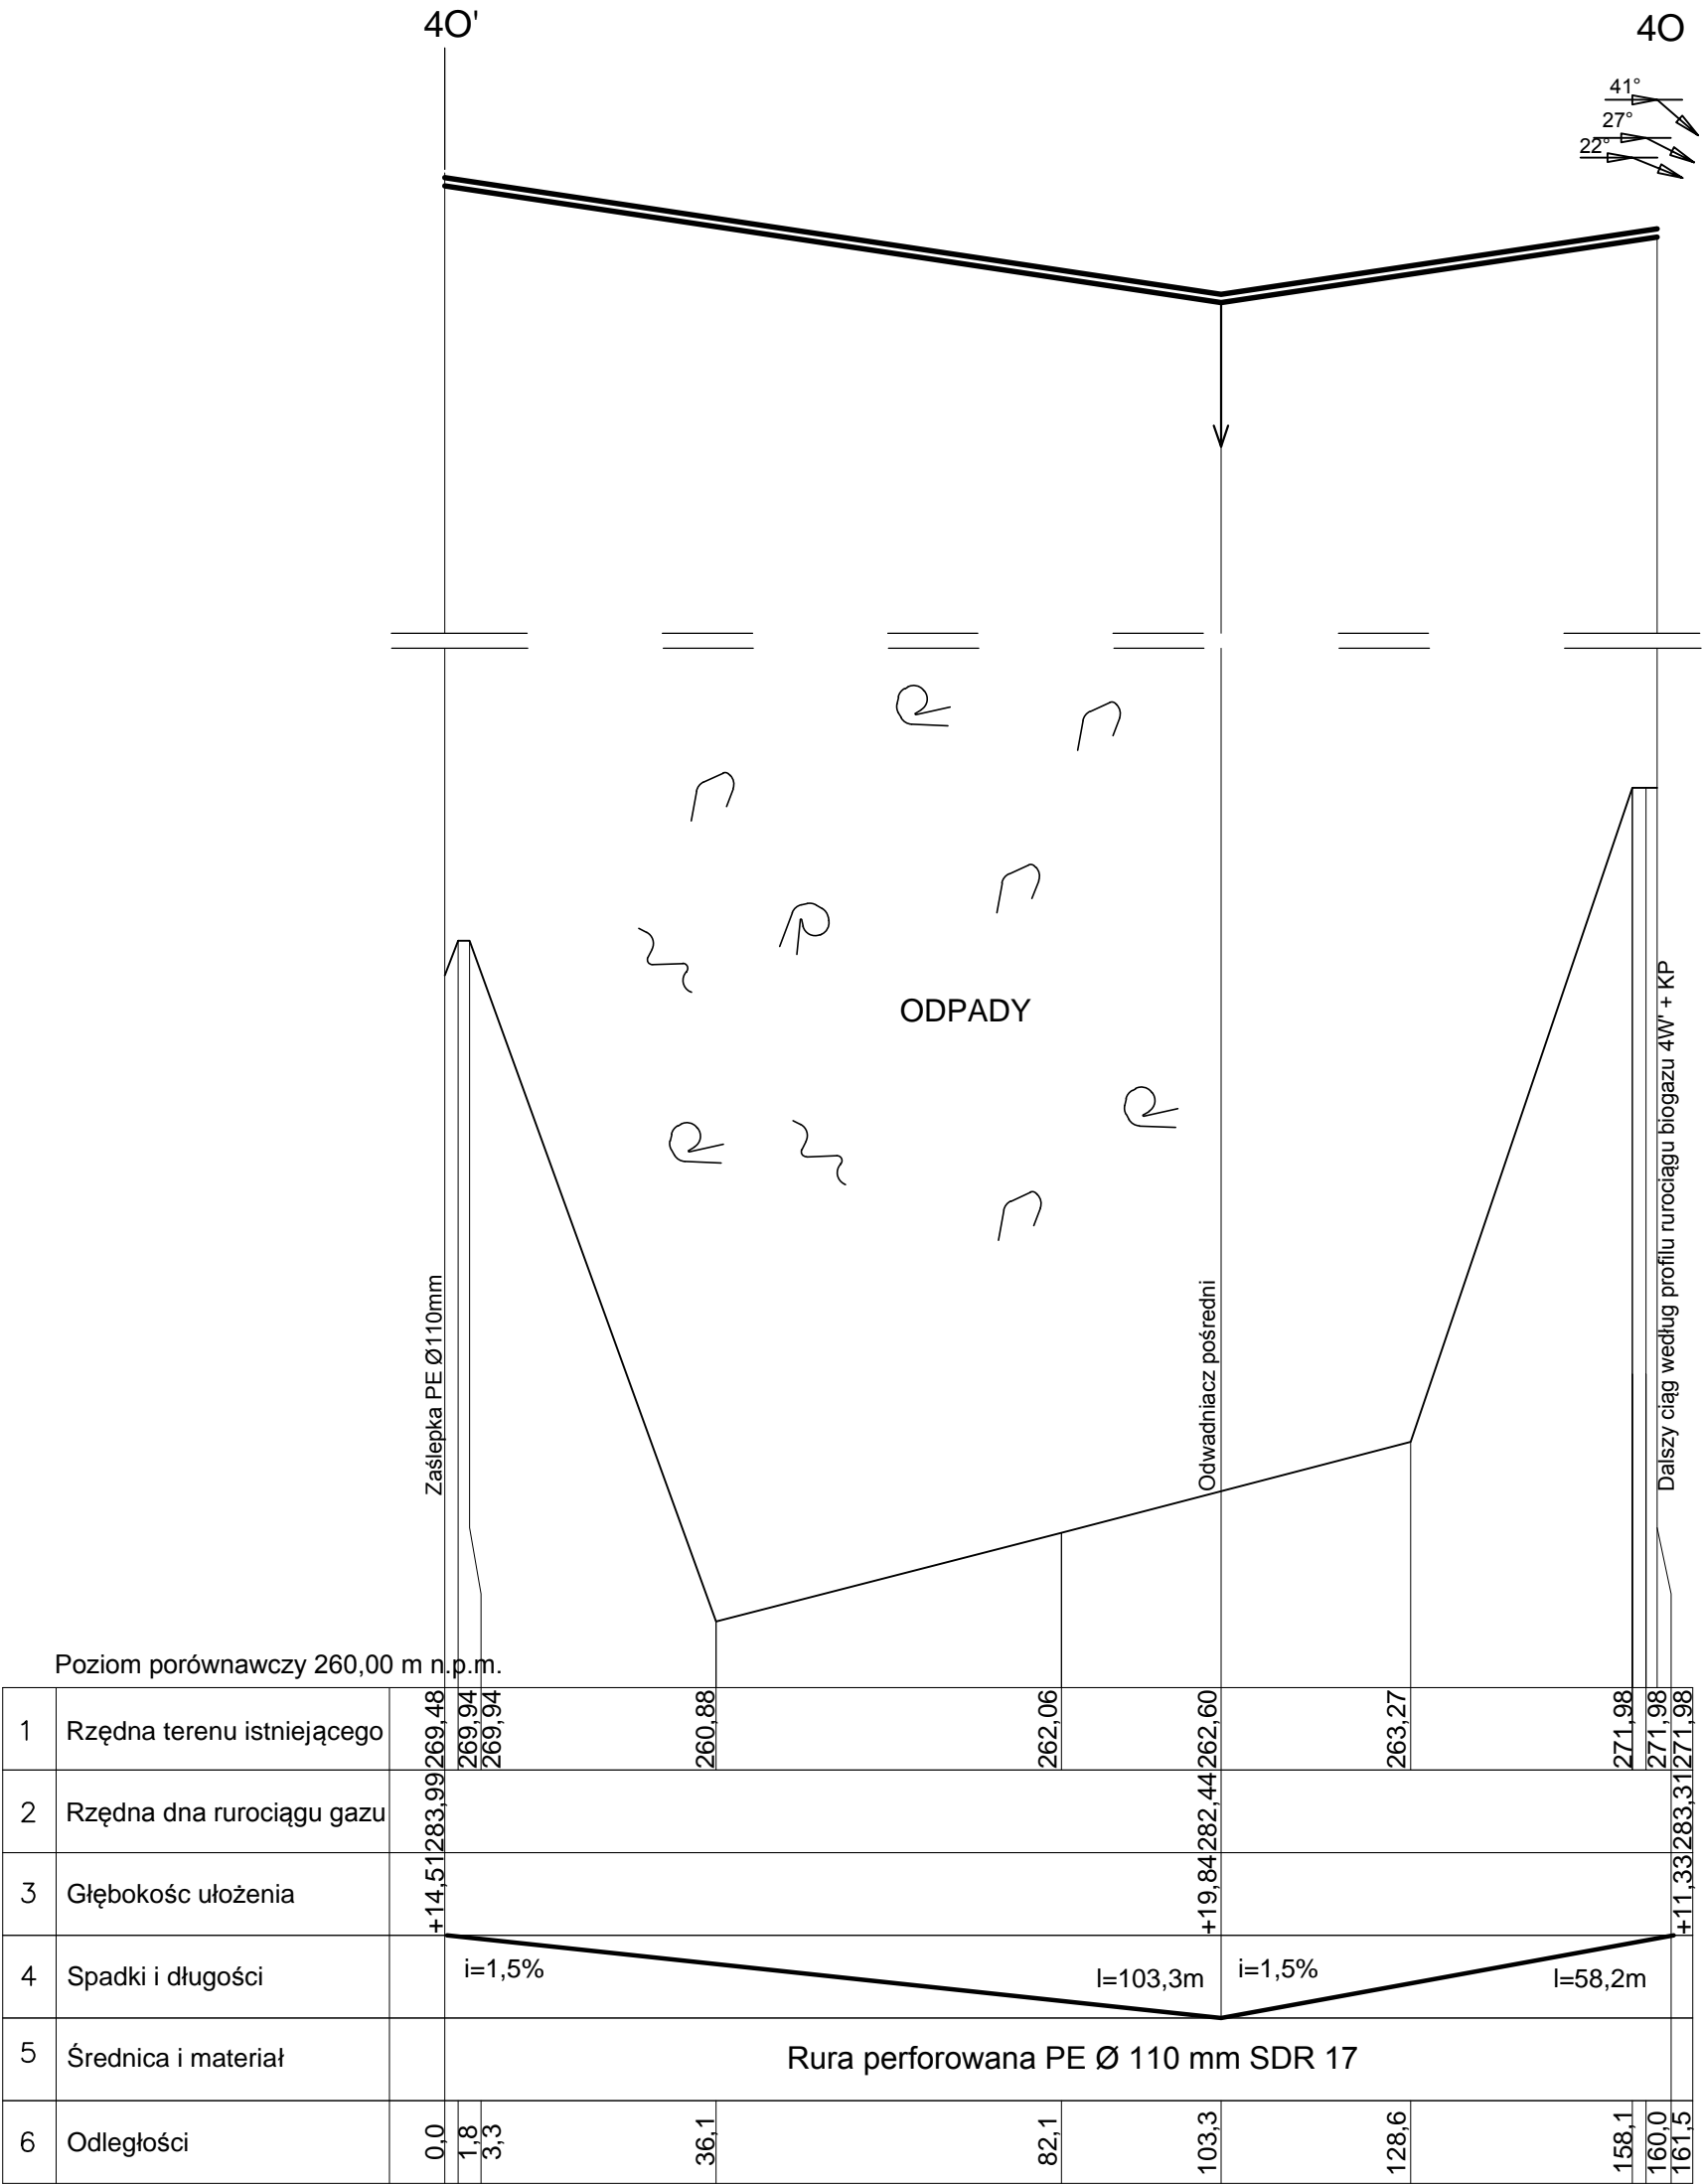 4O'
4O
41°
27°
22°
ODPADY
Zaślepka PE Ø110mm
Odwadniacz pośredni
Dalszy ciąg według profilu rurociągu biogazu 4W' + KP
Poziom porównawczy 260,00 m n.p.m.
1 Rzędna terenu istniejącego 269,48 269,94 269,94 260,88 262,06 262,60 263,27 271,98 271,98 271,98
2 Rzędna dna rurociągu gazu 283,99 282,44 283,31
3 Głębokośc ułożenia +14,51 +19,84 +11,33
4 Spadki i długości i=1,5% l=103,3m i=1,5% l=58,2m
5 Średnica i materiał Rura perforowana PE Ø 110 mm SDR 17
6 Odległości 0,0 1,8 3,3 36,1 82,1 103,3 128,6 158,1 160,0 161,5